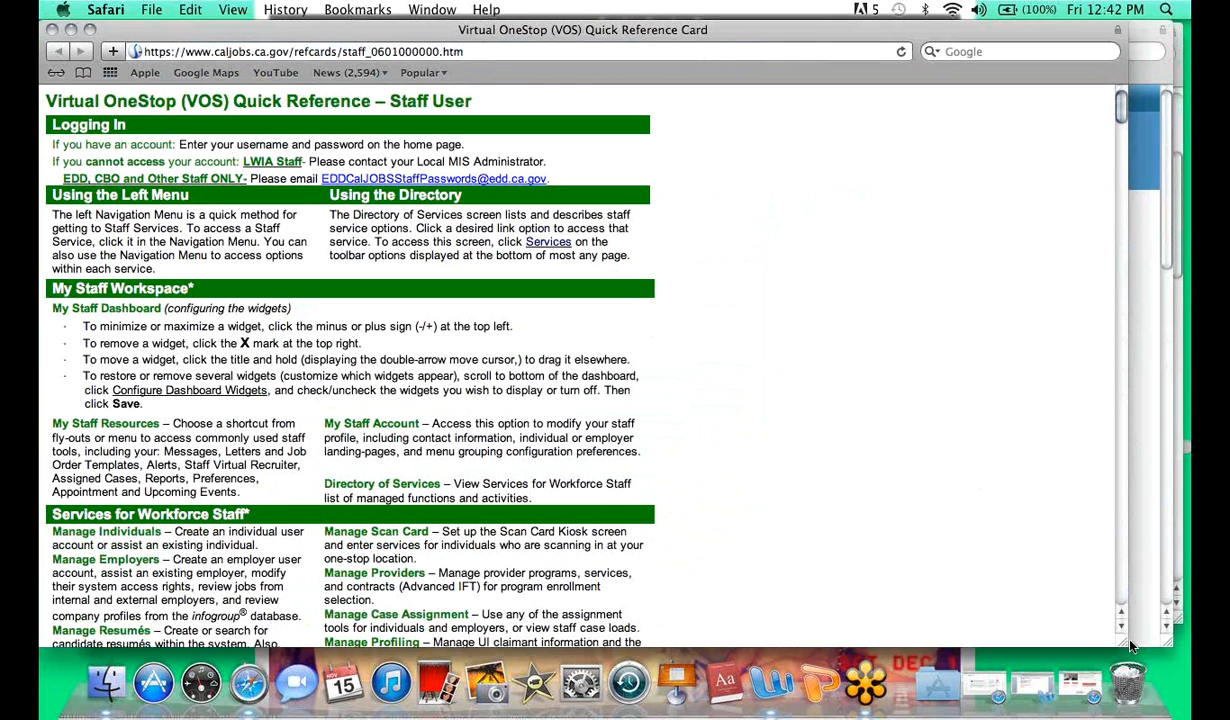 Safari File Edit View History Bookmarks Window Help 5 (100%) Fri 12:42 PM
Virtual OneStop (VOS) Quick Reference Card
https://www.caljobs.ca.gov/refcards/staff_0601000000.htm Google
Apple Google Maps YouTube News (2,594) Popular
Virtual OneStop (VOS) Quick Reference – Staff User
Logging In
If you have an account: Enter your username and password on the home page.
If you cannot access your account: LWIA Staff- Please contact your Local MIS Administrator.
EDD, CBO and Other Staff ONLY- Please email EDDCalJOBSStaffPasswords@edd.ca.gov.
Using the Left Menu
The left Navigation Menu is a quick method for
getting to Staff Services. To access a Staff
Service, click it in the Navigation Menu. You can
also use the Navigation Menu to access options
within each service.
Using the Directory
The Directory of Services screen lists and describes staff
service options. Click a desired link option to access that
service. To access this screen, click Services on the
toolbar options displayed at the bottom of most any page.
My Staff Workspace*
My Staff Dashboard (configuring the widgets)
· To minimize or maximize a widget, click the minus or plus sign (-/+) at the top left.
· To remove a widget, click the X mark at the top right.
· To move a widget, click the title and hold (displaying the double-arrow move cursor,) to drag it elsewhere.
· To restore or remove several widgets (customize which widgets appear), scroll to bottom of the dashboard,
click Configure Dashboard Widgets, and check/uncheck the widgets you wish to display or turn off. Then
click Save.
My Staff Resources – Choose a shortcut from
fly-outs or menu to access commonly used staff
tools, including your: Messages, Letters and Job
Order Templates, Alerts, Staff Virtual Recruiter,
Assigned Cases, Reports, Preferences,
Appointment and Upcoming Events.
My Staff Account – Access this option to modify your staff
profile, including contact information, individual or employer
landing-pages, and menu grouping configuration preferences.
Directory of Services – View Services for Workforce Staff
list of managed functions and activities.
Services for Workforce Staff*
Manage Individuals – Create an individual user
account or assist an existing individual.
Manage Employers – Create an employer user
account, assist an existing employer, modify
their system access rights, review jobs from
internal and external employers, and review
company profiles from the infogroup® database.
Manage Resumés – Create or search for
candidate resumés within the system. Also
Manage Scan Card – Set up the Scan Card Kiosk screen
and enter services for individuals who are scanning in at your
one-stop location.
Manage Providers – Manage provider programs, services,
and contracts (Advanced IFT) for program enrollment
selection.
Manage Case Assignment – Use any of the assignment
tools for individuals and employers, or view staff case loads.
Manage Profiling – Manage UI claimant information and the
NOV
15
Aa